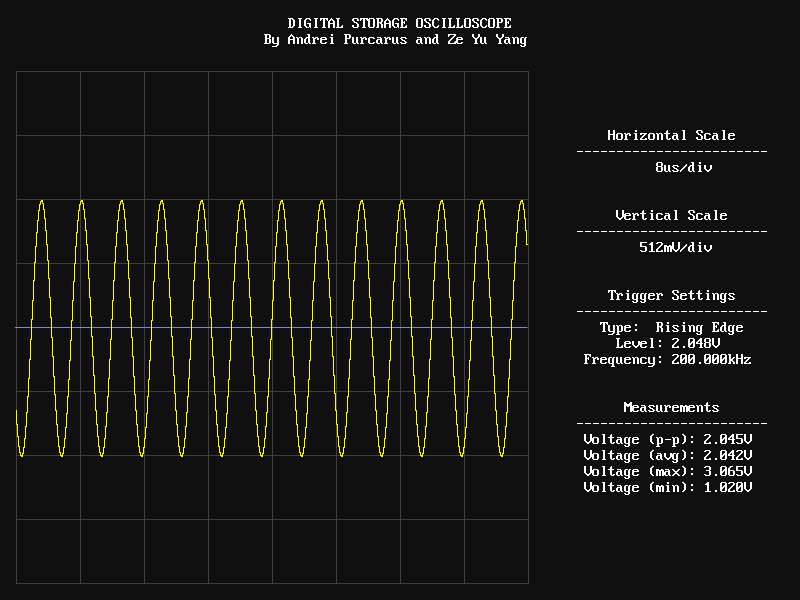 DIGITAL STORAGE OSCILLOSCOPE
By Andrei Purcarus and Ze Yu Yang
Horizontal Scale
------------------------
8us/div
Vertical Scale
------------------------
512mV/div
Trigger Settings
------------------------
Type:  Rising Edge
Level: 2.048V
Frequency: 200.000kHz
Measurements
------------------------
Voltage (p-p): 2.045V
Voltage (avg): 2.042V
Voltage (max): 3.065V
Voltage (min): 1.020V